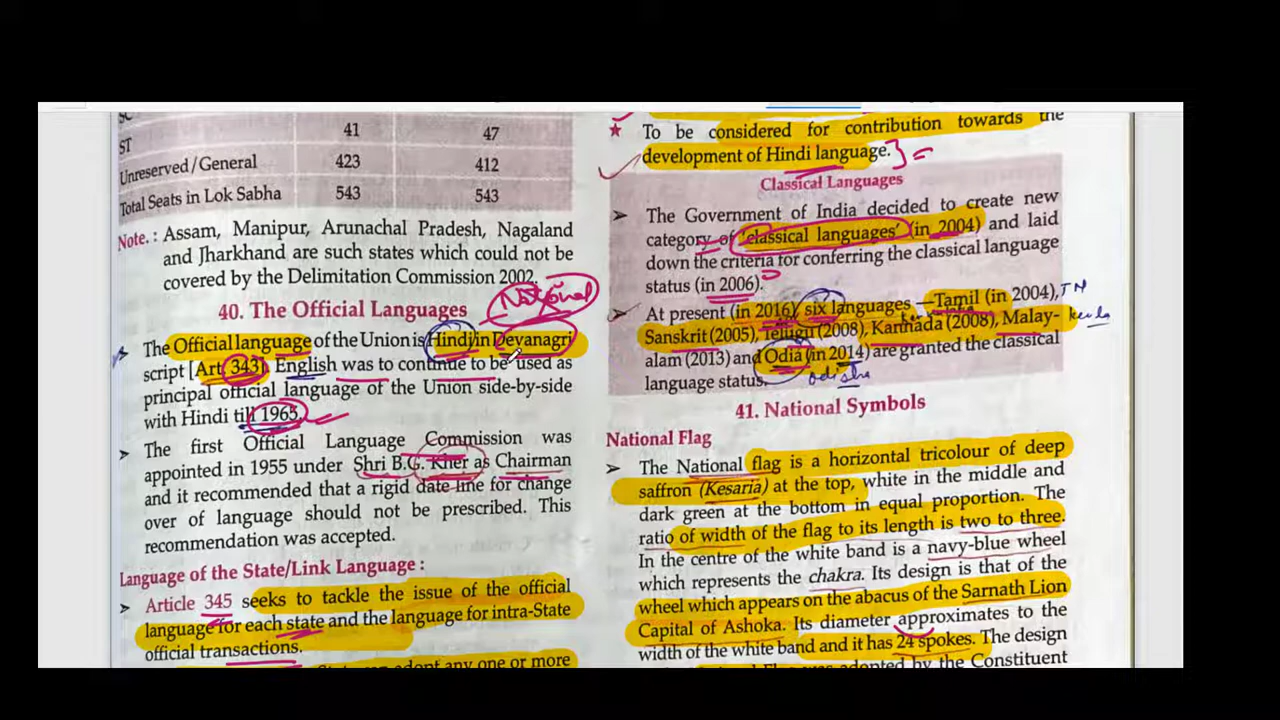 SC
ST 41 47
Unreserved/General 423 412
Total Seats in Lok Sabha 543 543
Note. : Assam, Manipur, Arunachal Pradesh, Nagaland
and Jharkhand are such states which could not be
covered by the Delimitation Commission 2002.
National
40. The Official Languages
The Official language of the Union is Hindi in Devanagri
script [Art 343]. English was to continue to be used as
principal official language of the Union side-by-side
with Hindi till 1965.
The first Official Language Commission was
appointed in 1955 under Shri B.G. Kher as Chairman
and it recommended that a rigid date line for change
over of language should not be prescribed. This
recommendation was accepted.
Language of the State/Link Language :
Article 345 seeks to tackle the issue of the official
language for each state and the language for intra-State
official transactions.
adopt any one or more
To be considered for contribution towards the
development of Hindi language.
Classical Languages
The Government of India decided to create new
category of 'classical languages' (in 2004) and laid
down the criteria for conferring the classical language
status (in 2006).
At present (in 2016) six languages — Tamil (in 2004), TN
Sanskrit (2005), Telugu (2008), Kannada (2008), Malay-
alam (2013) and Odia (in 2014) are granted the classical
language status.
41. National Symbols
National Flag
The National flag is a horizontal tricolour of deep
saffron (Kesaria) at the top, white in the middle and
dark green at the bottom in equal proportion. The
ratio of width of the flag to its length is two to three.
In the centre of the white band is a navy-blue wheel
which represents the chakra. Its design is that of the
wheel which appears on the abacus of the Sarnath Lion
Capital of Ashoka. Its diameter approximates to the
width of the white band and it has 24 spokes. The design
adopted by the Constituent